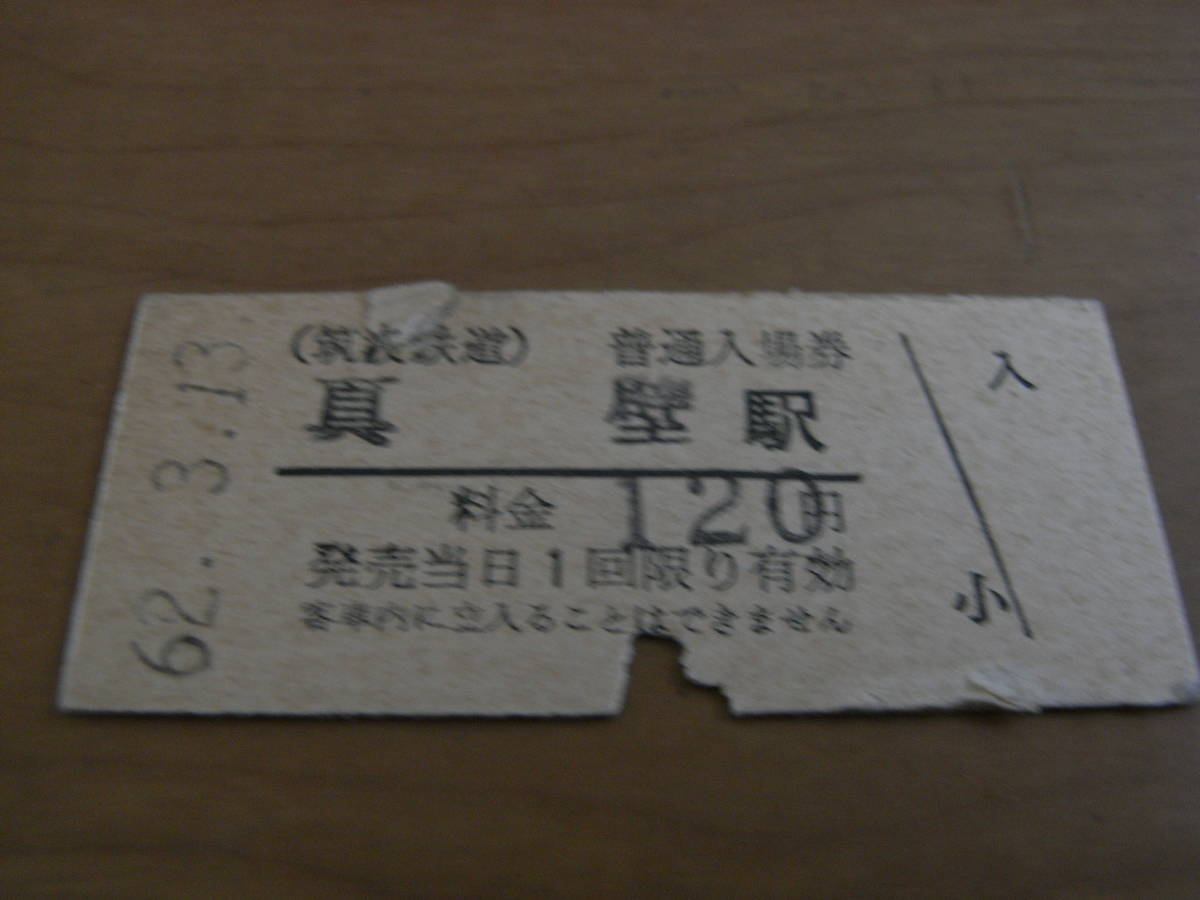 62.-3.13
(筑波鉄道) 普通入場券
真壁駅
料金 120円
発売当日1回限り有効
客車内に立入ることはできません
入
小